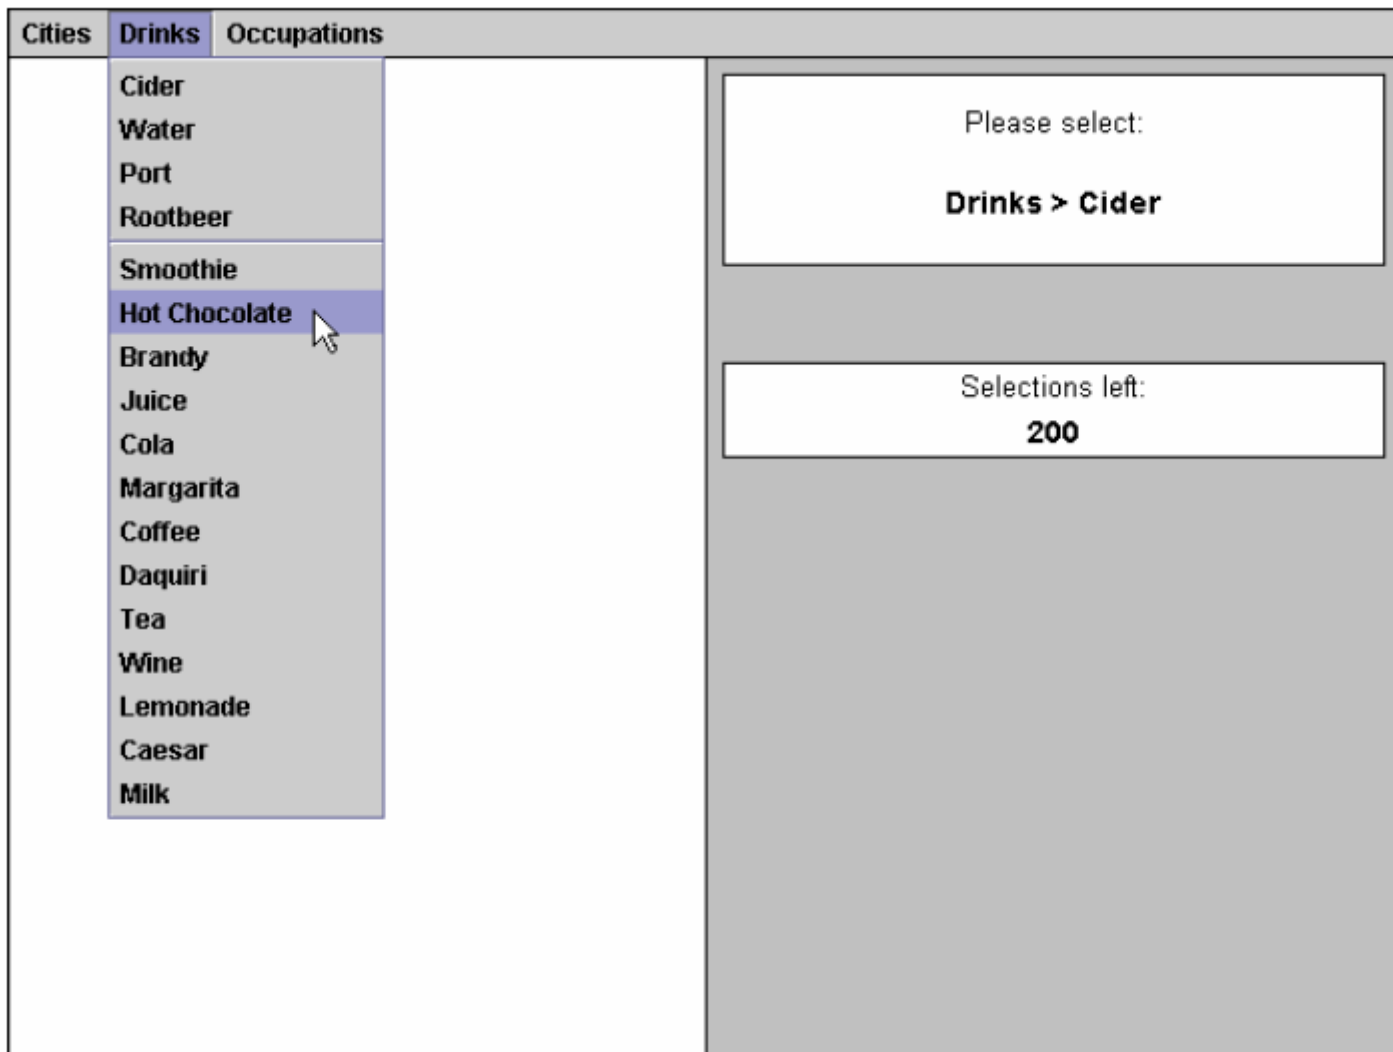 Cities Drinks Occupations
Cider
Water
Port
Rootbeer
Smoothie
Hot Chocolate
Brandy
Juice
Cola
Margarita
Coffee
Daquiri
Tea
Wine
Lemonade
Caesar
Milk
Please select:
Drinks > Cider
Selections left:
200